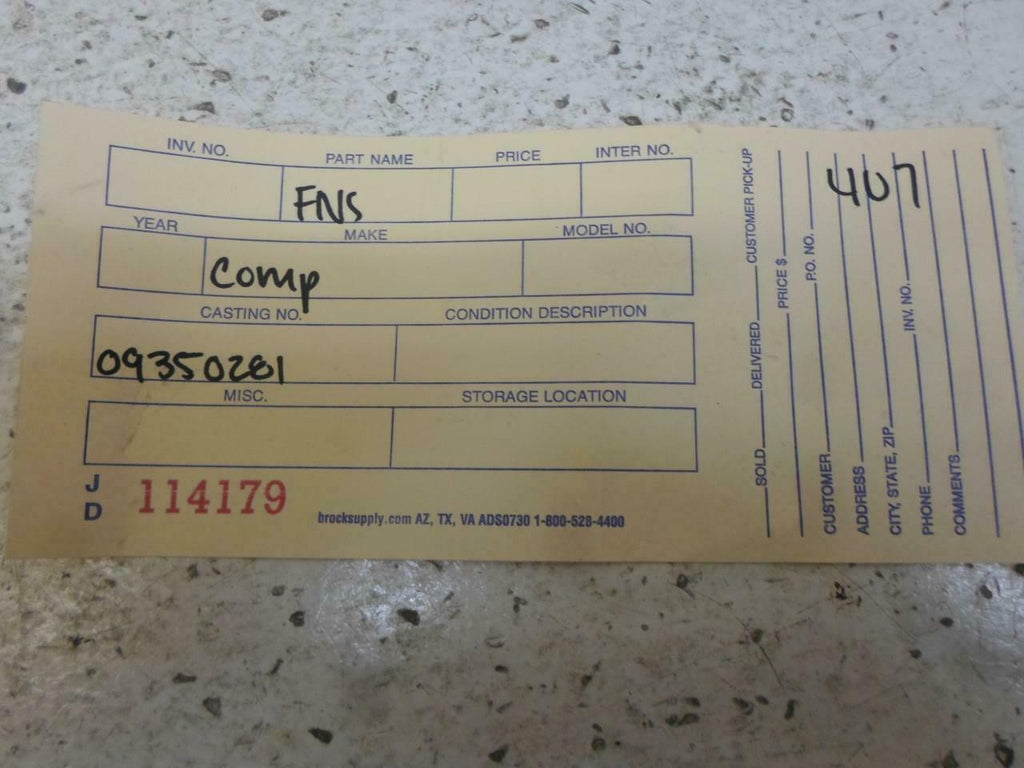 INV. NO. PART NAME PRICE INTER NO.
FNS
YEAR MAKE MODEL NO.
Comp
CASTING NO. CONDITION DESCRIPTION
09350281
MISC. STORAGE LOCATION
JD 114179
brocksupply.com AZ, TX, VA ADS0730 1-800-528-4400
407
SOLD DELIVERED CUSTOMER PICK-UP
PRICE $
CUSTOMER P.O. NO.
ADDRESS
CITY, STATE, ZIP
PHONE INV. NO.
COMMENTS